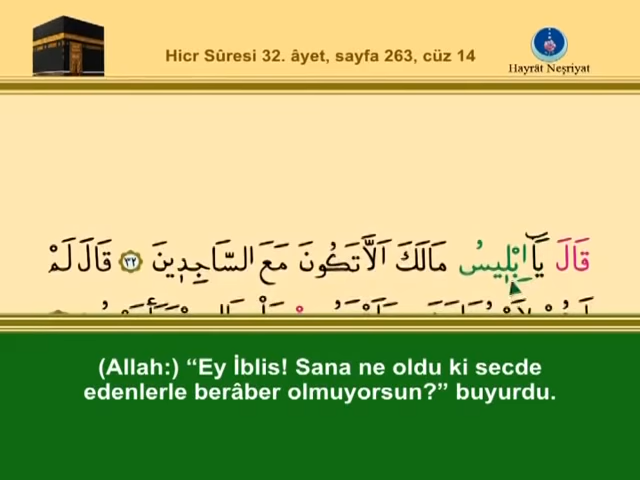 Hicr Sûresi 32. âyet, sayfa 263, cüz 14
Hayrât Neşriyat
قَالَ يَٓا اِبْلٖيسُ مَالَكَ اَلَّا تَكُونَ مَعَ السَّاجِدٖينَ ﴿٣٢﴾ قَالَ لَمْ
(Allah:) “Ey İblis! Sana ne oldu ki secde
edenlerle berâber olmuyorsun?” buyurdu.